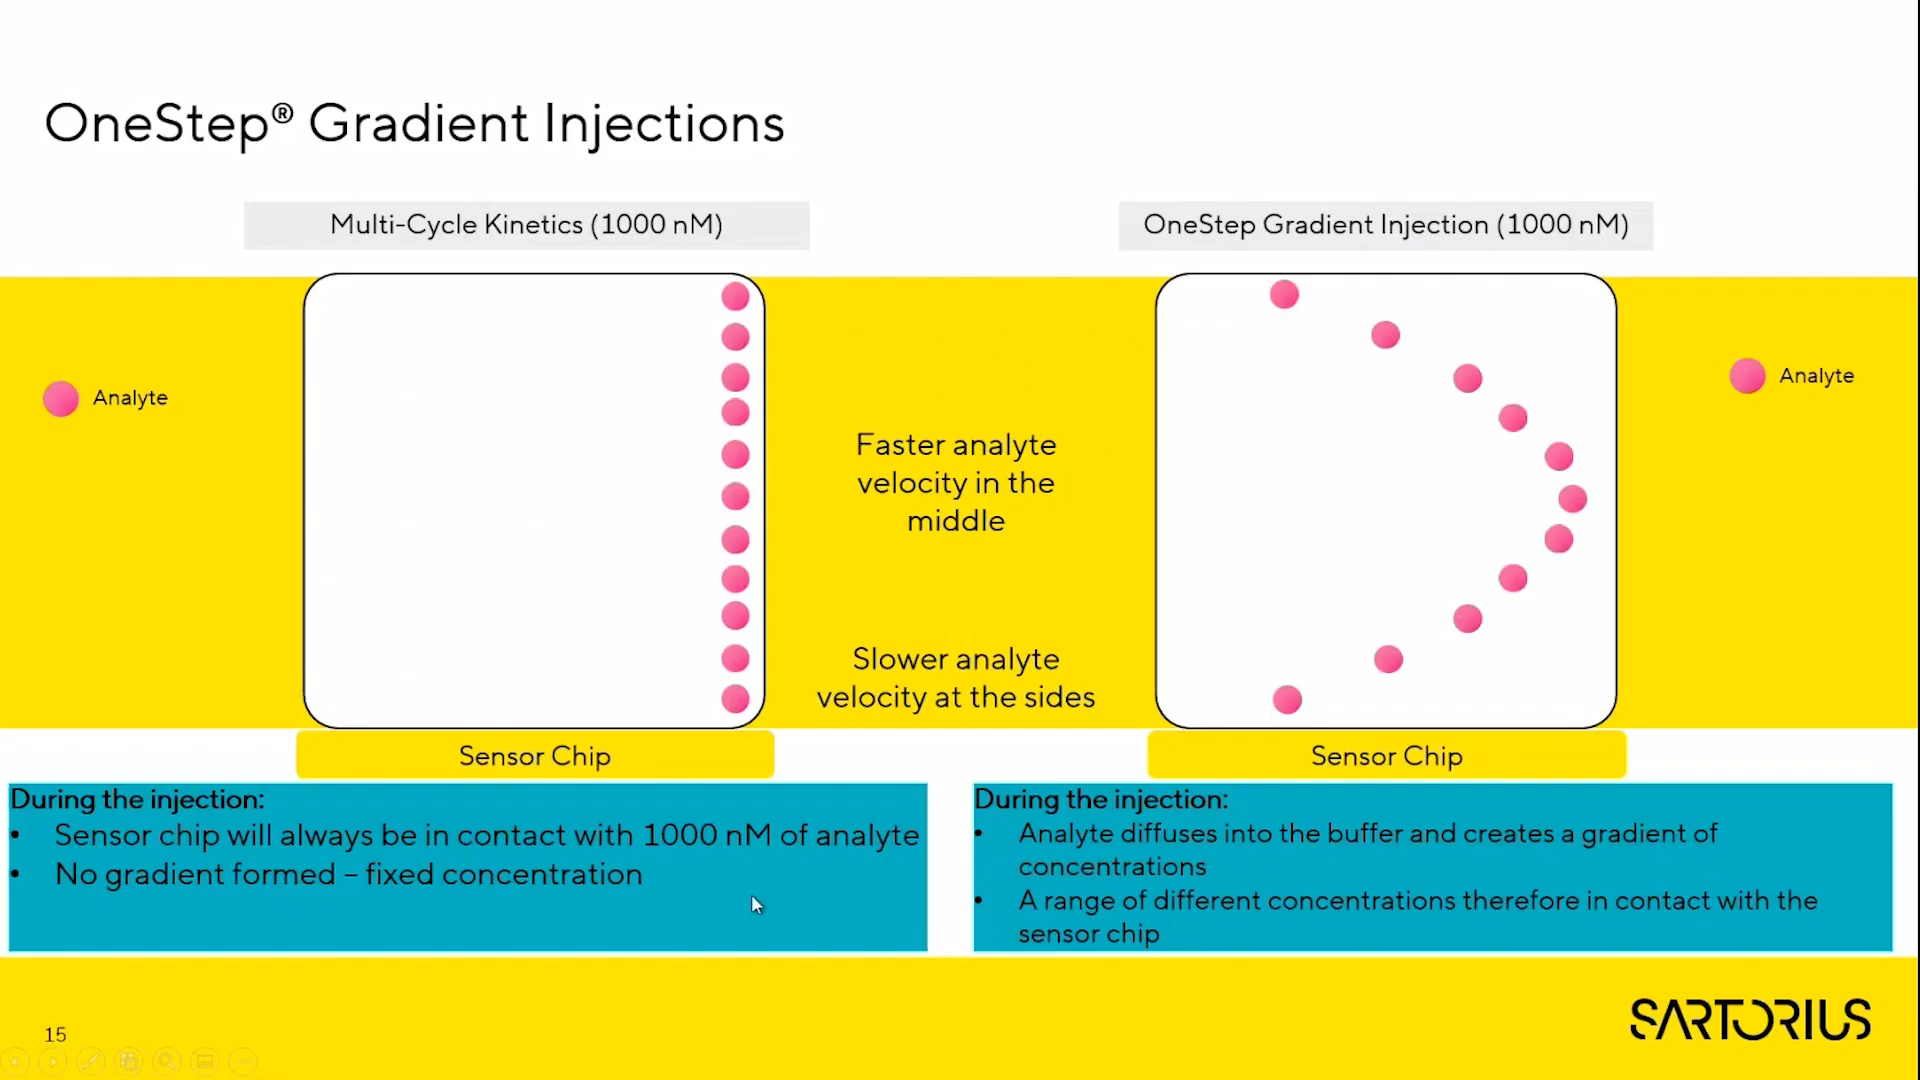 OneStep® Gradient Injections
Multi-Cycle Kinetics (1000 nM)
OneStep Gradient Injection (1000 nM)
Analyte
Analyte
Faster analyte
velocity in the
middle
Slower analyte
velocity at the sides
Sensor Chip
Sensor Chip
During the injection:
• Sensor chip will always be in contact with 1000 nM of analyte
• No gradient formed – fixed concentration
During the injection:
• Analyte diffuses into the buffer and creates a gradient of
concentrations
• A range of different concentrations therefore in contact with the
sensor chip
15
SARTORIUS